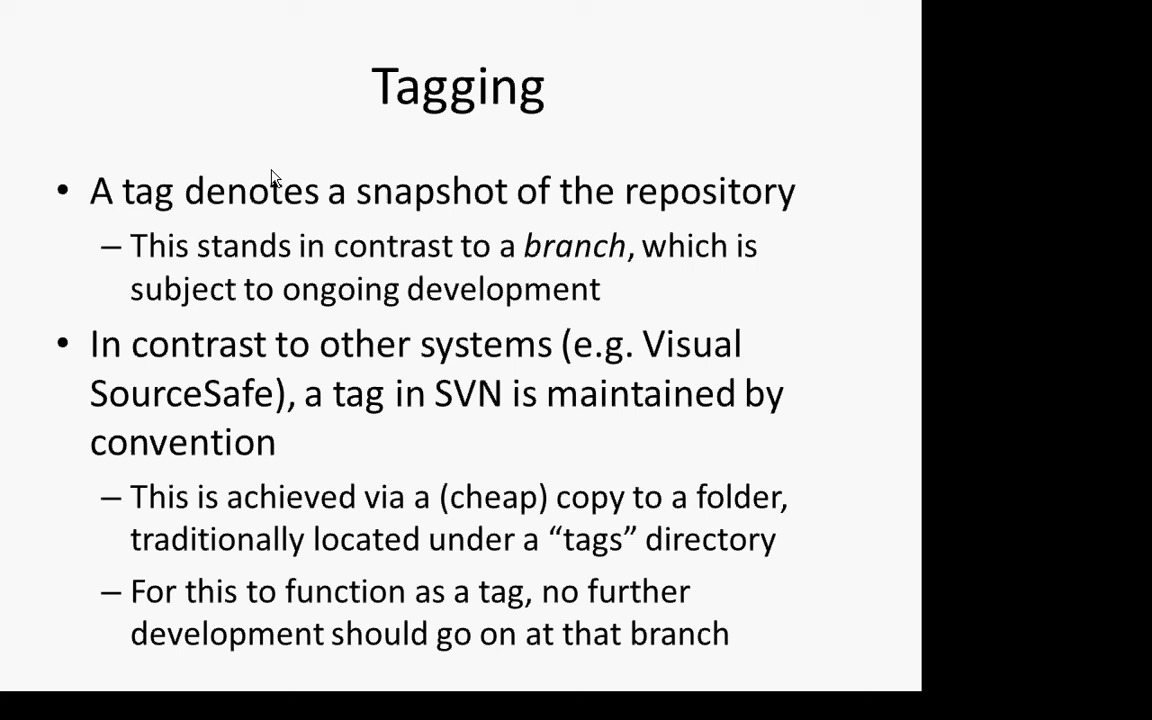 Tagging
• A tag denotes a snapshot of the repository
– This stands in contrast to a branch, which is
subject to ongoing development
• In contrast to other systems (e.g. Visual
SourceSafe), a tag in SVN is maintained by
convention
– This is achieved via a (cheap) copy to a folder,
traditionally located under a “tags” directory
– For this to function as a tag, no further
development should go on at that branch